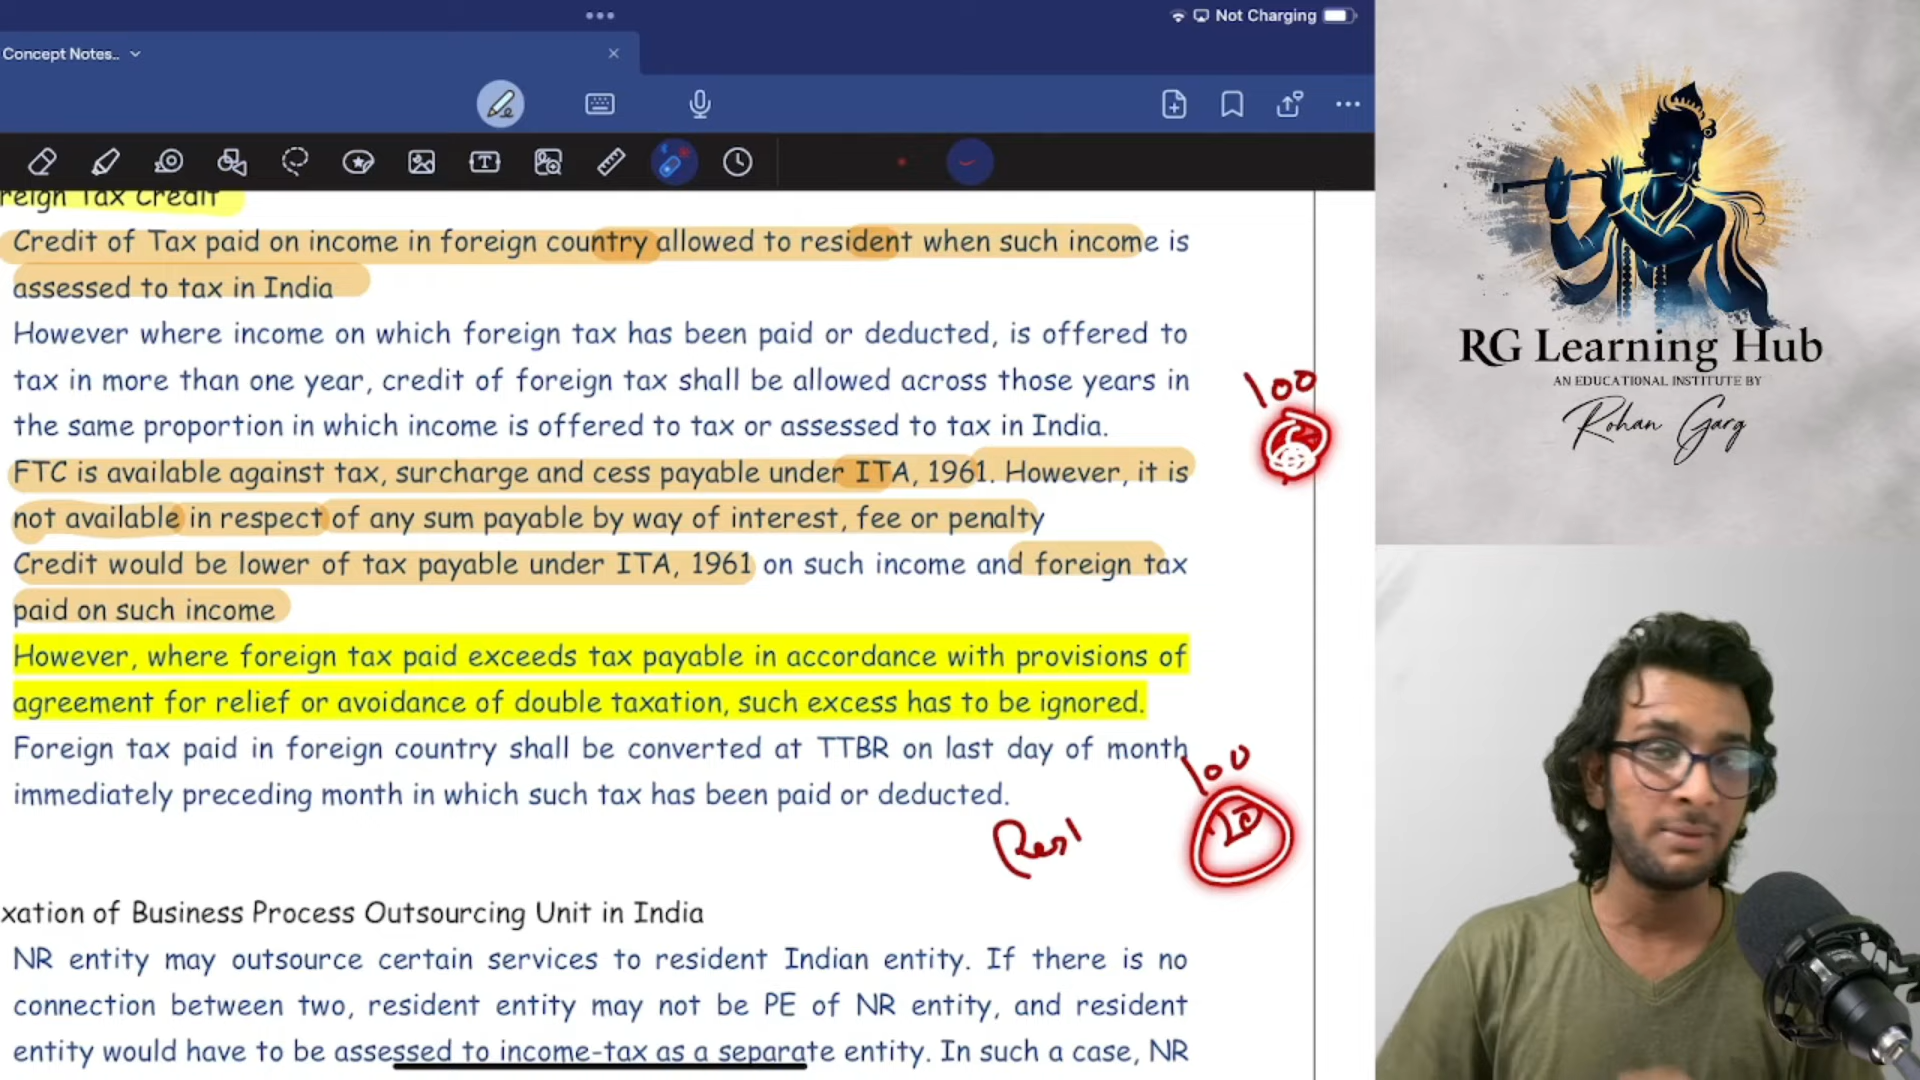 Not Charging
Concept Notes..
reign Tax Credit
Credit of Tax paid on income in foreign country allowed to resident when such income is
assessed to tax in India
However where income on which foreign tax has been paid or deducted, is offered to
tax in more than one year, credit of foreign tax shall be allowed across those years in
the same proportion in which income is offered to tax or assessed to tax in India.
FTC is available against tax, surcharge and cess payable under ITA, 1961. However, it is
not available in respect of any sum payable by way of interest, fee or penalty
Credit would be lower of tax payable under ITA, 1961 on such income and foreign tax
paid on such income
However, where foreign tax paid exceeds tax payable in accordance with provisions of
agreement for relief or avoidance of double taxation, such excess has to be ignored.
Foreign tax paid in foreign country shall be converted at TTBR on last day of month
immediately preceding month in which such tax has been paid or deducted.
100
100
xation of Business Process Outsourcing Unit in India
NR entity may outsource certain services to resident Indian entity. If there is no
connection between two, resident entity may not be PE of NR entity, and resident
entity would have to be assessed to income-tax as a separate entity. In such a case, NR
RG Learning Hub
AN EDUCATIONAL INSTITUTE BY
Rohan Garg